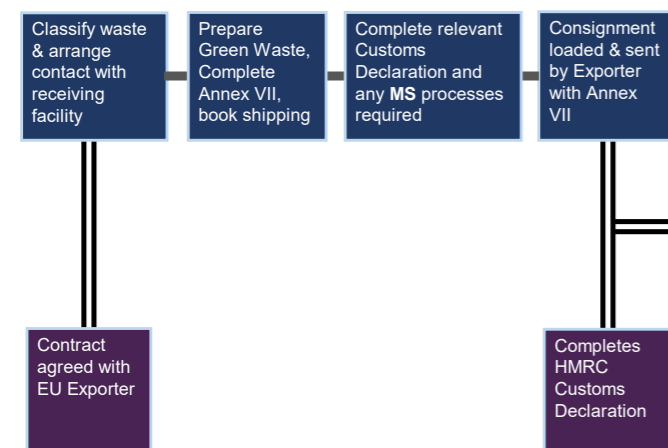 Classify waste
& arrange
contact with
receiving
facility
Prepare
Green Waste,
Complete
Annex VII,
book shipping
Complete relevant
Customs
Declaration and
any MS processes
required
Consignment
loaded & sent
by Exporter
with Annex
VII
Contract
agreed with
EU Exporter
Completes
HMRC
Customs
Declaration